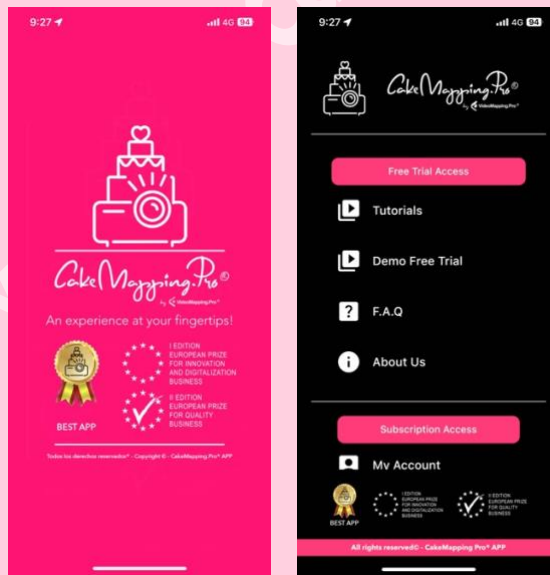 9:27
4G 94
CakeMapping.Pro®
by VideoMapping Pro®
An experience at your fingertips!
BEST APP
I EDITION
EUROPEAN PRIZE
FOR INNOVATION
AND DIGITALIZATION
BUSINESS
II EDITION
EUROPEAN PRIZE
FOR QUALITY
BUSINESS
Todos los derechos reservados® - Copyright © - CakeMapping Pro® APP
9:27
4G 94
CakeMapping.Pro®
by VideoMapping Pro®
Free Trial Access
Tutorials
Demo Free Trial
F.A.Q
About Us
Subscription Access
My Account
BEST APP
I EDITION
EUROPEAN PRIZE
FOR INNOVATION
AND DIGITALIZATION
BUSINESS
II EDITION
EUROPEAN PRIZE
FOR QUALITY
BUSINESS
All rights reserved© - CakeMapping Pro® APP